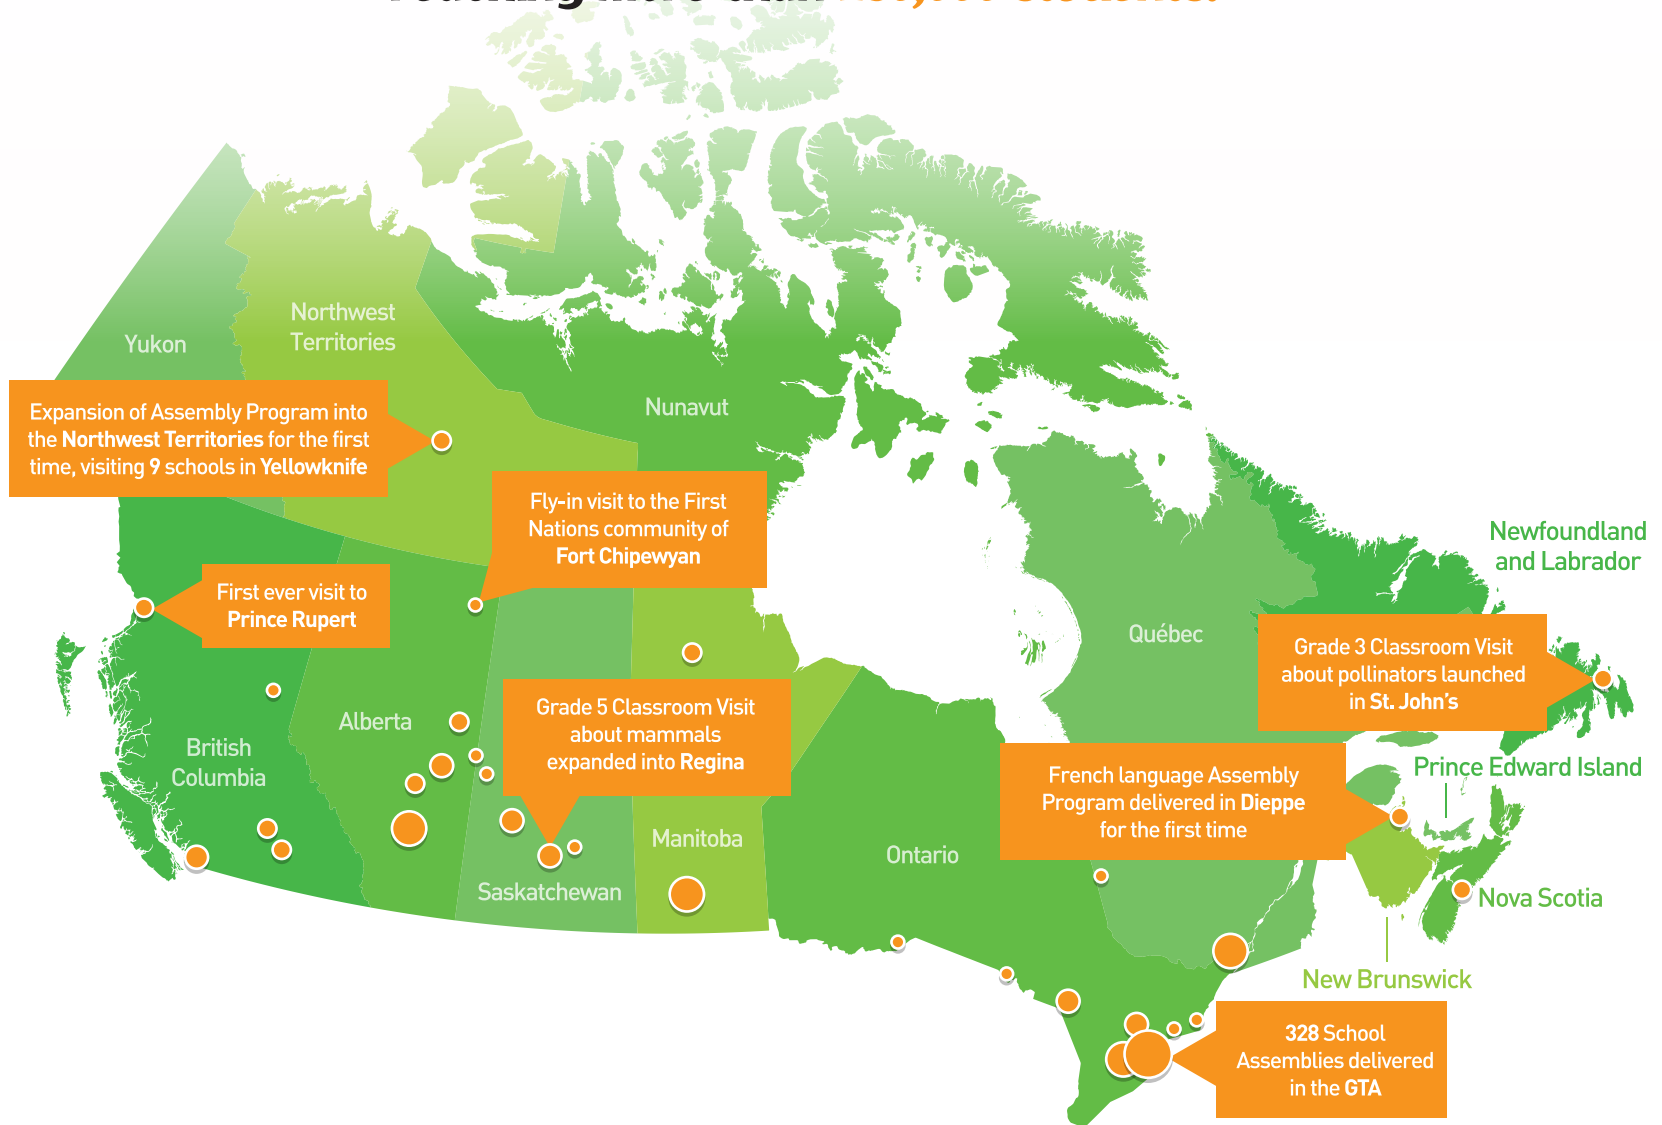 more than
Yukon
Northwest
Territories
Nunavut
Expansion of Assembly Program into
the Northwest Territories for the first
time, visiting 9 schools in Yellowknife
Fly-in visit to the First
Nations community of
Fort Chipewyan
First ever visit to
Prince Rupert
Newfoundland
and Labrador
Québec
Grade 3 Classroom Visit
about pollinators launched
in St. John's
Alberta
British
Columbia
Grade 5 Classroom Visit
about mammals
expanded into Regina
French language Assembly
Program delivered in Dieppe
for the first time
Prince Edward Island
Manitoba
Ontario
Saskatchewan
Nova Scotia
New Brunswick
328 School
Assemblies delivered
in the GTA